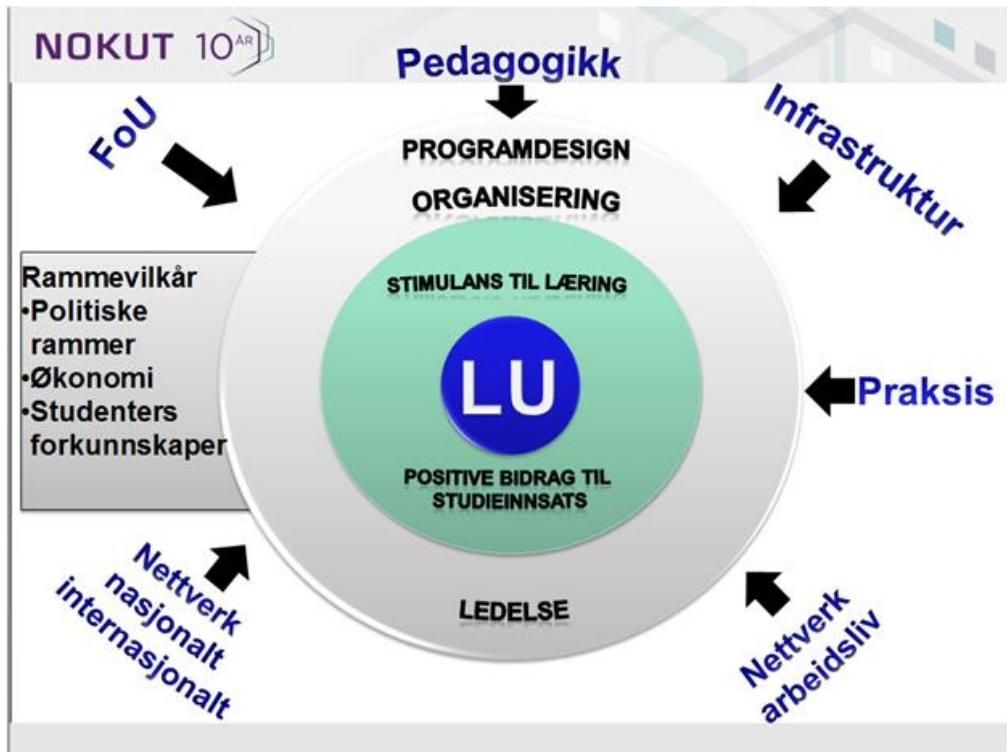 NOKUT 10 ÅR
Pedagogikk
FoU
Infrastruktur
PROGRAMDESIGN
ORGANISERING
STIMULANS TIL LÆRING
LU
POSITIVE BIDRAG TIL
STUDIEINNSATS
LEDELSE
Rammevilkår
•Politiske
rammer
•Økonomi
•Studenters
forkunnskaper
Praksis
Nettverk
nasjonalt
internasjonalt
Nettverk
arbeidsliv